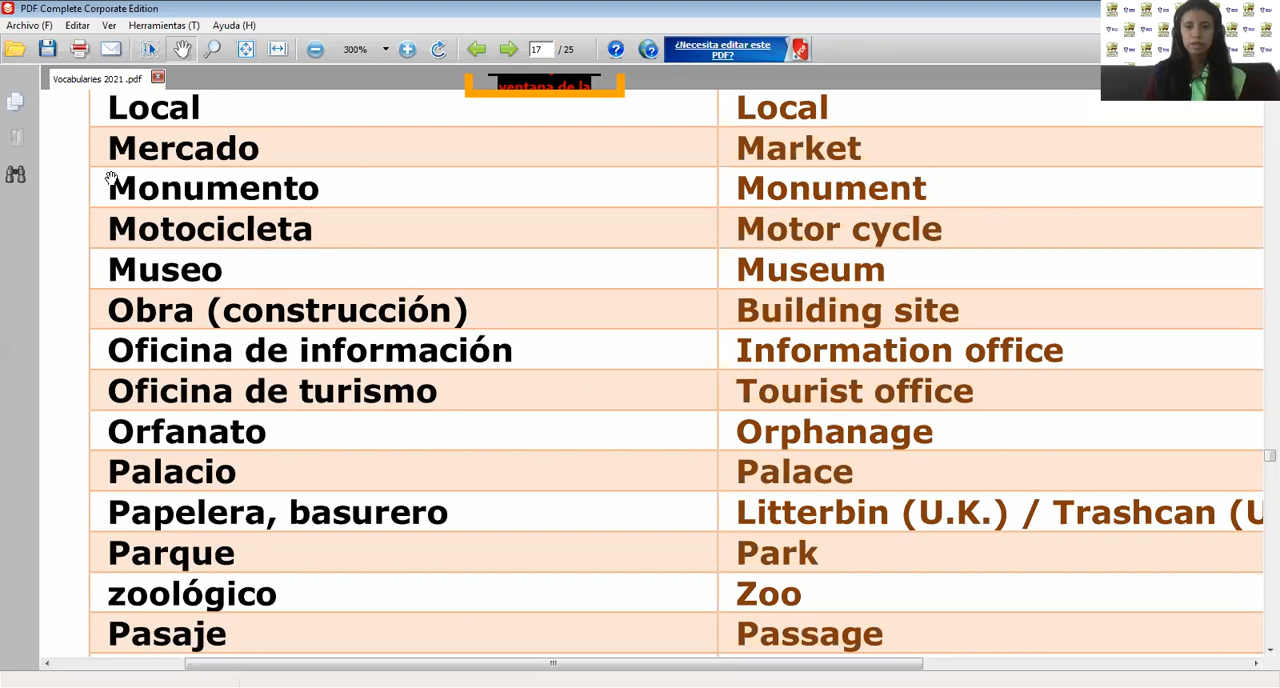 PDF Complete Corporate Edition
Archivo (F) Editar Ver Herramientas (T) Ayuda (H)
300% 17 / 25 ¿Necesita editar este PDF?
Vocabularies 2021 .pdf
ventana de la
Local Local
Mercado Market
Monumento Monument
Motocicleta Motor cycle
Museo Museum
Obra (construcción) Building site
Oficina de información Information office
Oficina de turismo Tourist office
Orfanato Orphanage
Palacio Palace
Papelera, basurero Litterbin (U.K.) / Trashcan (U
Parque Park
zoológico Zoo
Pasaje Passage